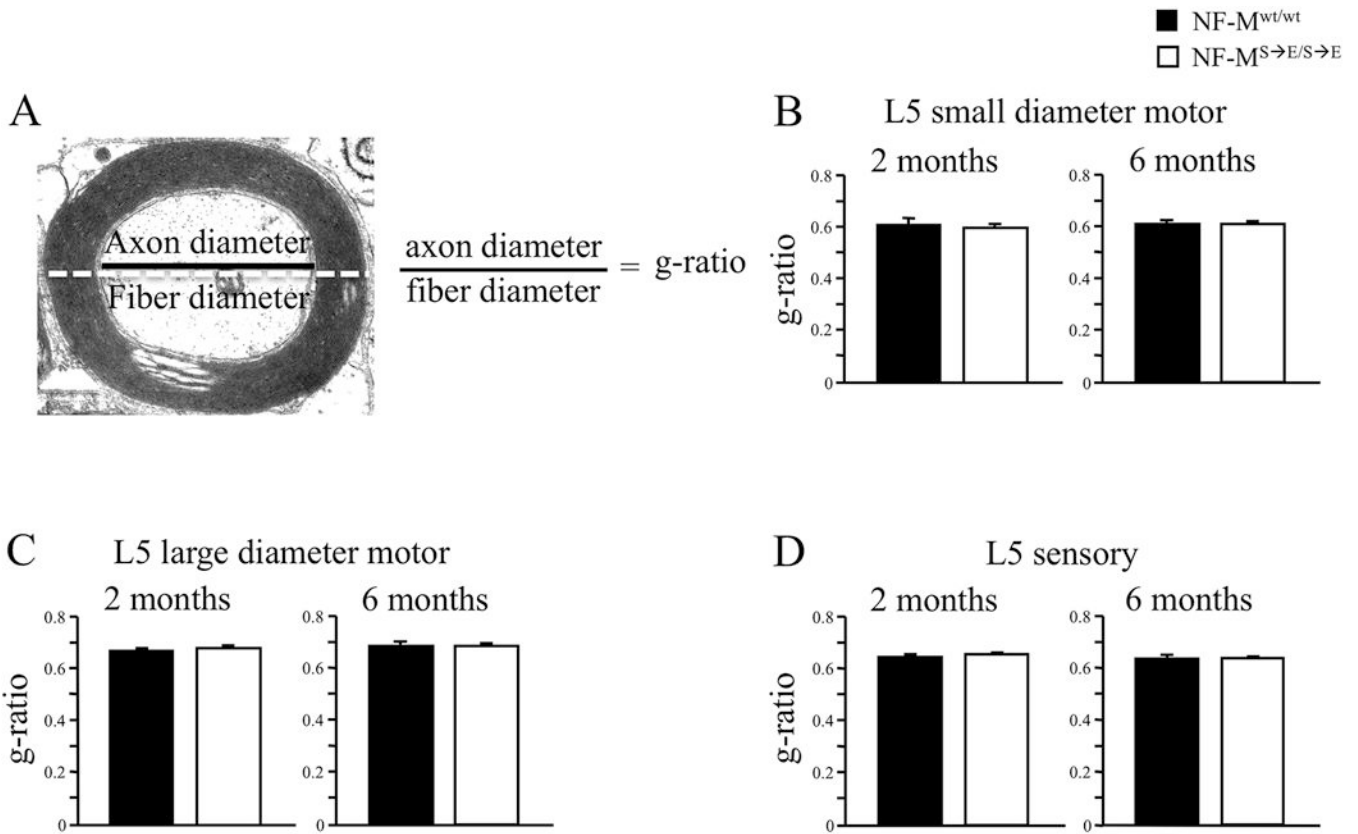 NF-Mwt/wt
NF-MS→E/S→E
A
Axon diameter
Fiber diameter
axon diameter
fiber diameter
= g-ratio
B L5 small diameter motor
2 months 6 months
g-ratio
0.8
0.6
0.4
0.2
0
0.8
0.6
0.4
0.2
0
C L5 large diameter motor
2 months 6 months
g-ratio
0.8
0.6
0.4
0.2
0
0.8
0.6
0.4
0.2
0
D L5 sensory
2 months 6 months
g-ratio
0.8
0.6
0.4
0.2
0
0.8
0.6
0.4
0.2
0